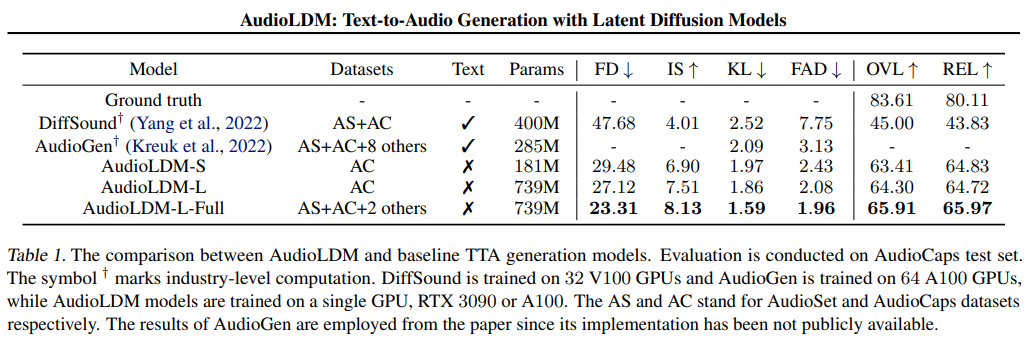 AudioLDM: Text-to-Audio Generation with Latent Diffusion Models
Model Datasets Text Params FD ↓ IS ↑ KL ↓ FAD ↓ OVL ↑ REL ↑
Ground truth - - - - - - - 83.61 80.11
DiffSound† (Yang et al., 2022) AS+AC ✓ 400M 47.68 4.01 2.52 7.75 45.00 43.83
AudioGen† (Kreuk et al., 2022) AS+AC+8 others ✓ 285M - - 2.09 3.13 - -
AudioLDM-S AC ✗ 181M 29.48 6.90 1.97 2.43 63.41 64.83
AudioLDM-L AC ✗ 739M 27.12 7.51 1.86 2.08 64.30 64.72
AudioLDM-L-Full AS+AC+2 others ✗ 739M 23.31 8.13 1.59 1.96 65.91 65.97
Table 1. The comparison between AudioLDM and baseline TTA generation models. Evaluation is conducted on AudioCaps test set.
The symbol † marks industry-level computation. DiffSound is trained on 32 V100 GPUs and AudioGen is trained on 64 A100 GPUs,
while AudioLDM models are trained on a single GPU, RTX 3090 or A100. The AS and AC stand for AudioSet and AudioCaps datasets
respectively. The results of AudioGen are employed from the paper since its implementation has been not publicly available.